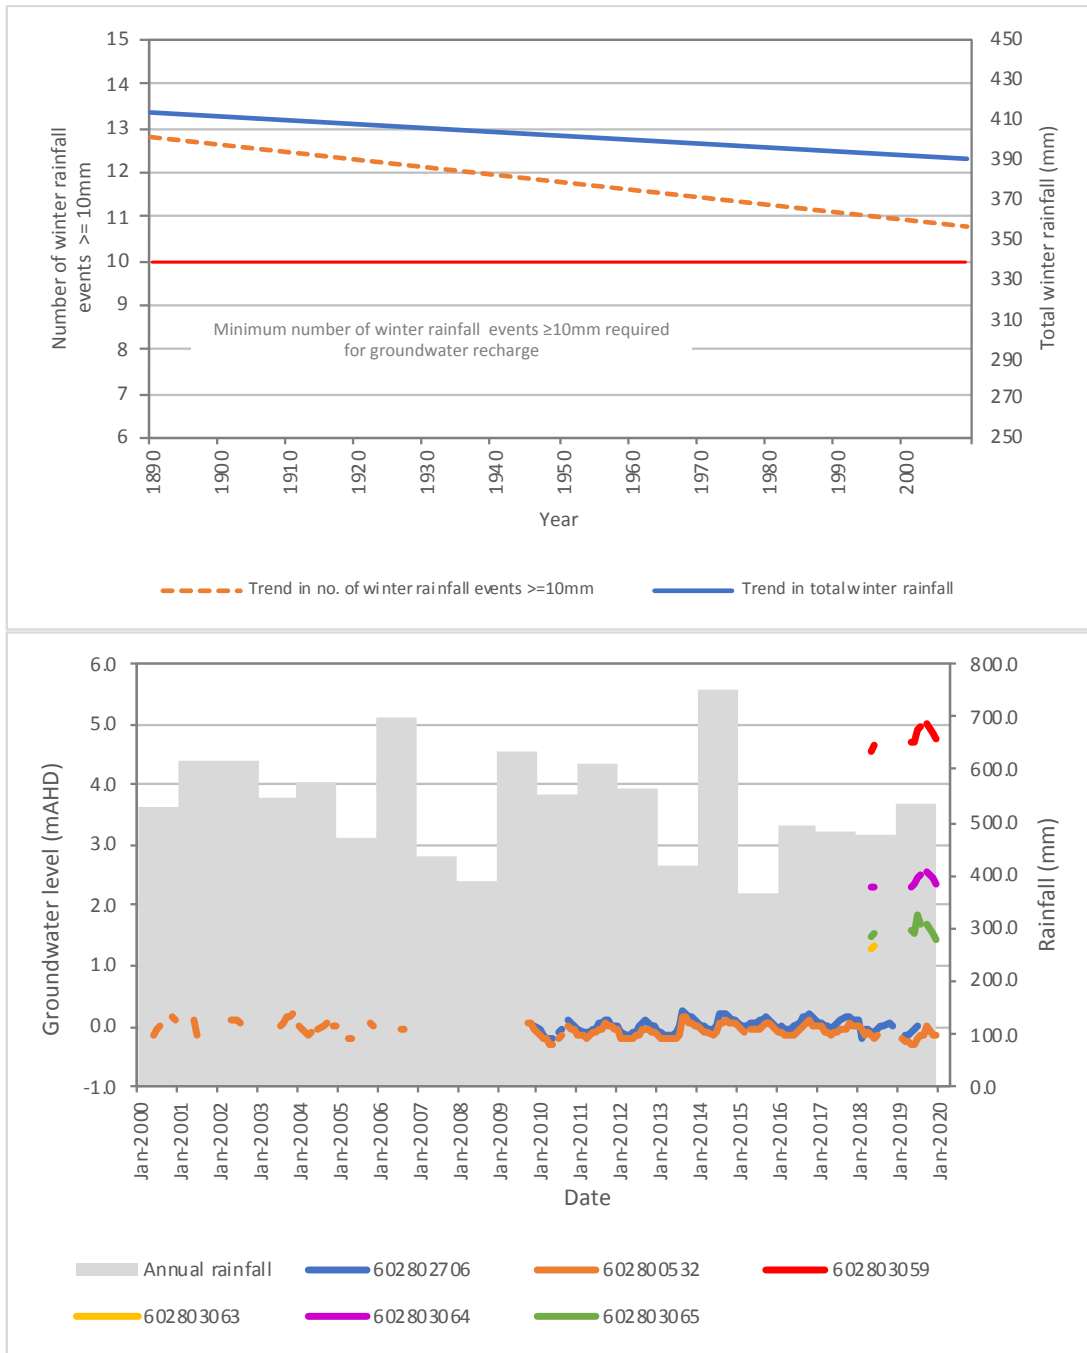 15
14
13
12
11
10
9
8
7
6
Number of winter rainfall
events >= 10mm
450
430
410
390
370
350
330
310
290
270
250
Total winter rainfall (mm)
Minimum number of winter rainfall events ≥10mm required
for groundwater recharge
1890
1900
1910
1920
1930
1940
1950
1960
1970
1980
1990
2000
Year
Trend in no. of winter rainfall events >=10mm
Trend in total winter rainfall
6.0
5.0
4.0
3.0
2.0
1.0
0.0
-1.0
Groundwater level (mAHD)
800.0
700.0
600.0
500.0
400.0
300.0
200.0
100.0
0.0
Rainfall (mm)
Jan-2000
Jan-2001
Jan-2002
Jan-2003
Jan-2004
Jan-2005
Jan-2006
Jan-2007
Jan-2008
Jan-2009
Jan-2010
Jan-2011
Jan-2012
Jan-2013
Jan-2014
Jan-2015
Jan-2016
Jan-2017
Jan-2018
Jan-2019
Jan-2020
Date
Annual rainfall
602802706
602800532
602803059
602803063
602803064
602803065